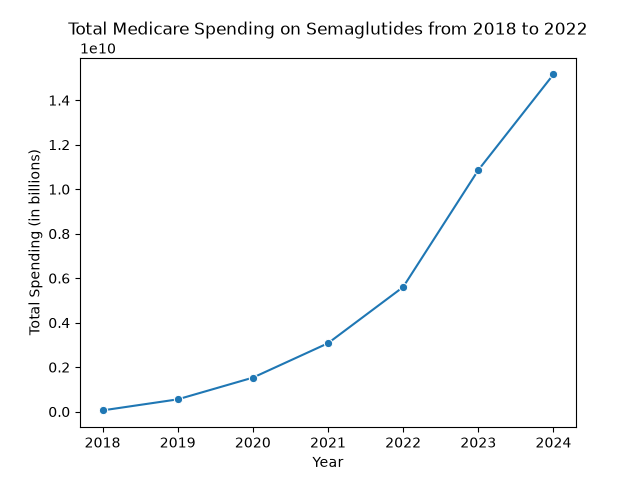 Total Medicare Spending on Semaglutides from 2018 to 2022
1e10
1.4
1.2
1.0
0.8
0.6
0.4
0.2
0.0
Total Spending (in billions)
2018 2019 2020 2021 2022 2023 2024
Year